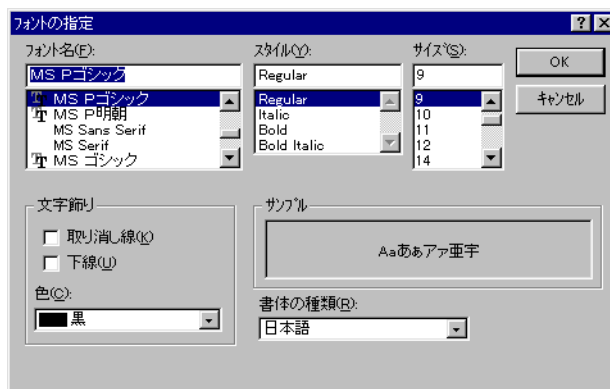 フォントの指定
フォント名(F):
MS Pゴシック
MS Pゴシック
MS P明朝
MS Sans Serif
MS Serif
MS ゴシック
スタイル(Y):
Regular
Regular
Italic
Bold
Bold Italic
サイズ(S):
9
9
10
11
12
14
OK
キャンセル
文字飾り
取り消し線(K)
下線(U)
色(C):
黒
サンプル
Aaあぁアァ亜宇
書体の種類(R):
日本語